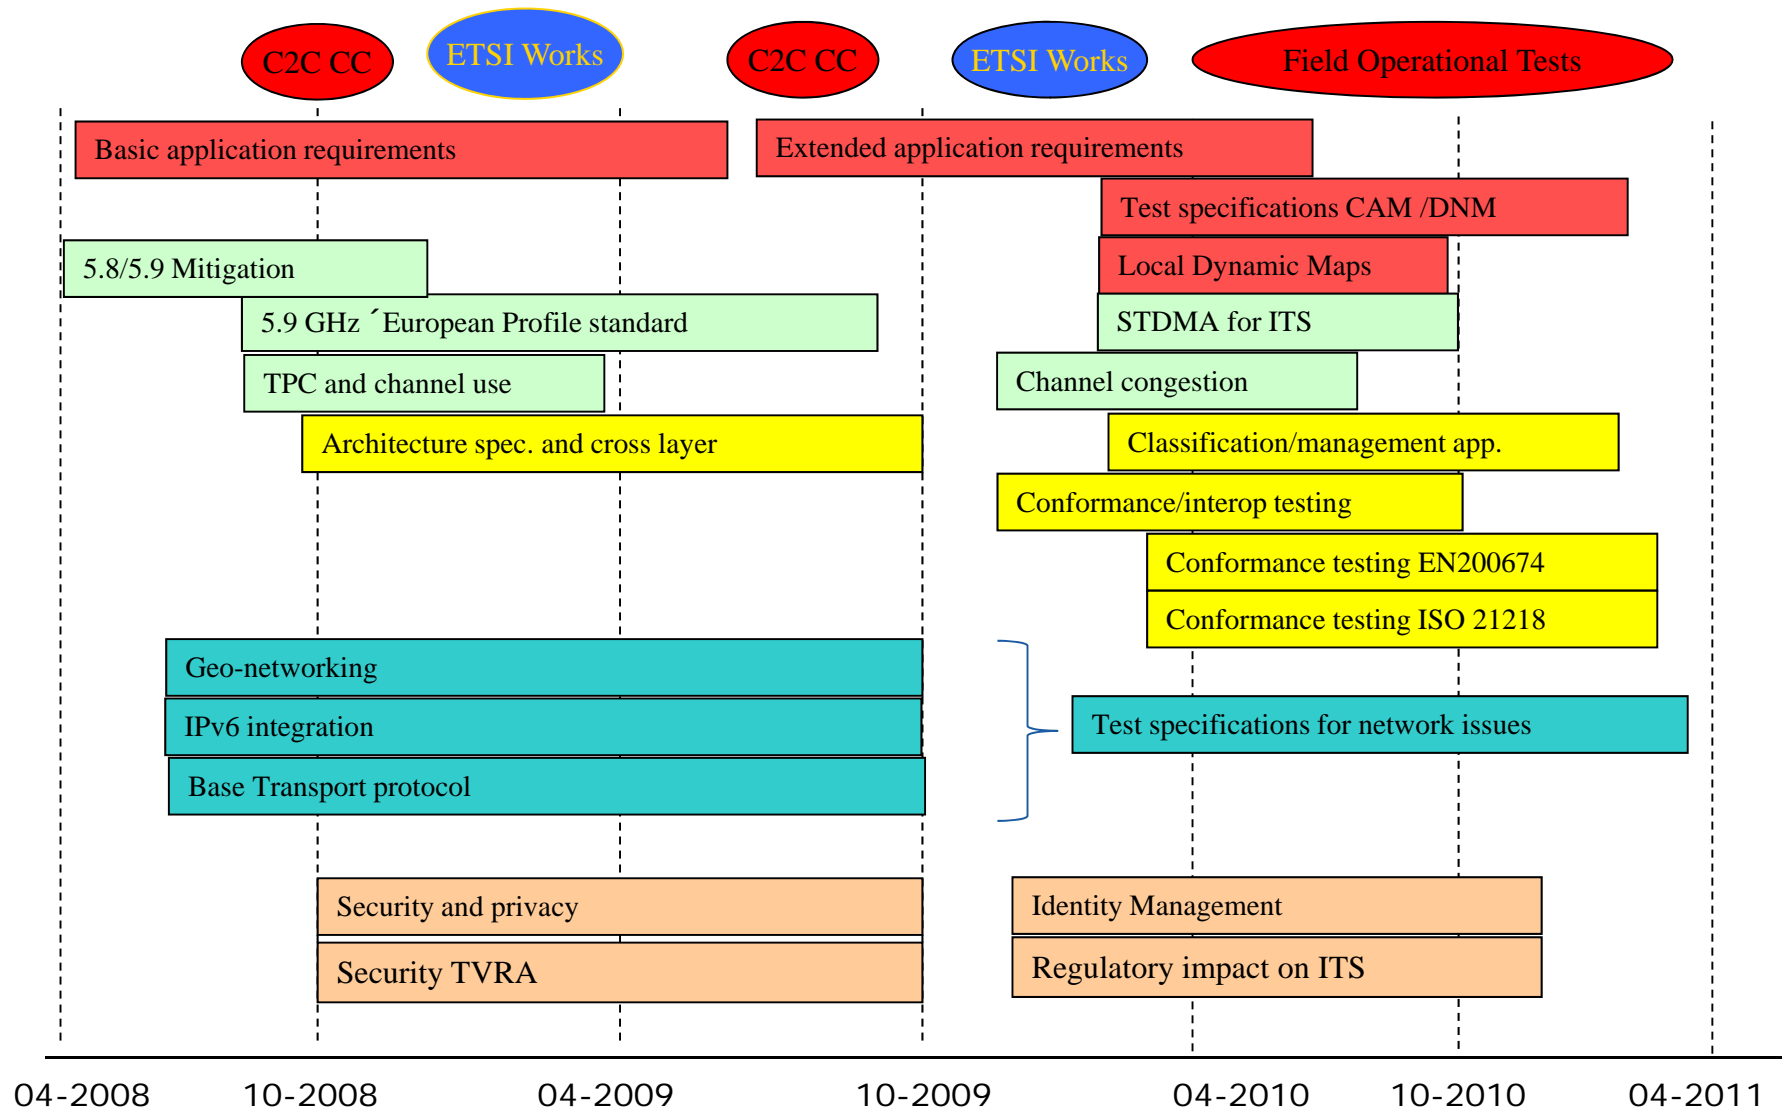 C2C CC
ETSI Works
C2C CC
ETSI Works
Field Operational Tests
Basic application requirements
Extended application requirements
Test specifications CAM /DNM
5.8/5.9 Mitigation
Local Dynamic Maps
5.9 GHz ´European Profile standard
STDMA for ITS
TPC and channel use
Channel congestion
Architecture spec. and cross layer
Classification/management app.
Conformance/interop testing
Conformance testing EN200674
Conformance testing ISO 21218
Geo-networking
IPv6 integration
Test specifications for network issues
Base Transport protocol
Security and privacy
Identity Management
Security TVRA
Regulatory impact on ITS
04-2008
10-2008
04-2009
10-2009
04-2010
10-2010
04-2011